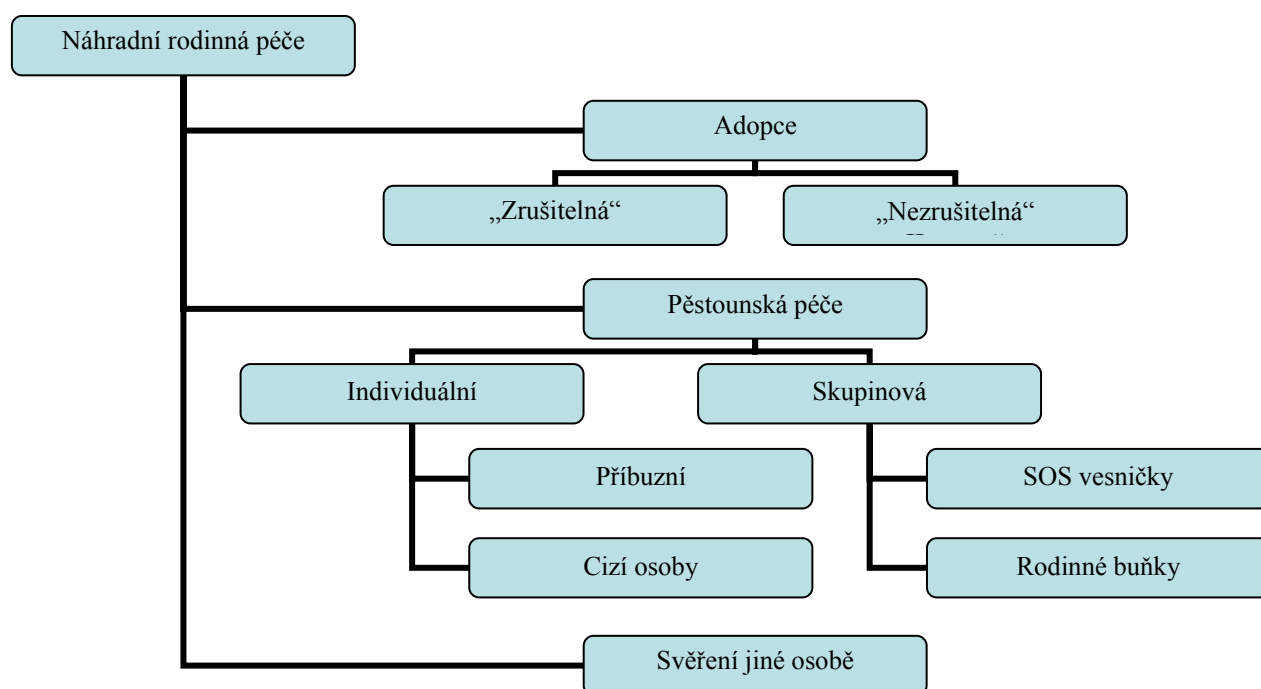 Náhradní rodinná péče
Adopce
„Zrušitelná“
„Nezrušitelná“
Pěstounská péče
Individuální
Skupinová
Příbuzní
SOS vesničky
Cizí osoby
Rodinné buňky
Svěření jiné osobě